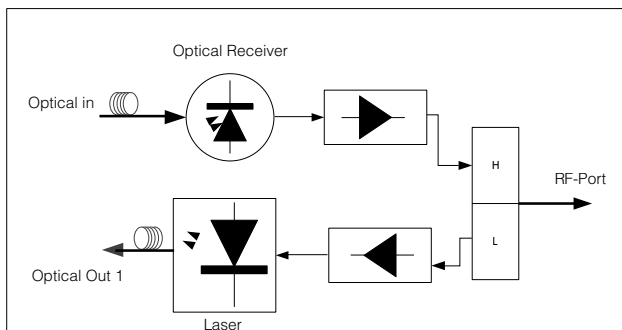 Optical Receiver
Optical in
H
RF-Port
L
Optical Out 1
Laser